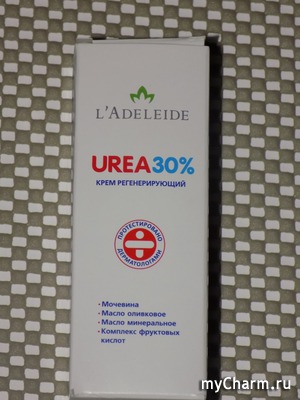 L'ADELEIDE
UREA30%
КРЕМ РЕГЕНЕРИРУЮЩИЙ
ПРОТЕСТИРОВАНО
ДЕРМАТОЛОГАМИ
• Мочевина
• Масло оливковое
• Масло минеральное
• Комплекс фруктовых
кислот
myCharm.ru